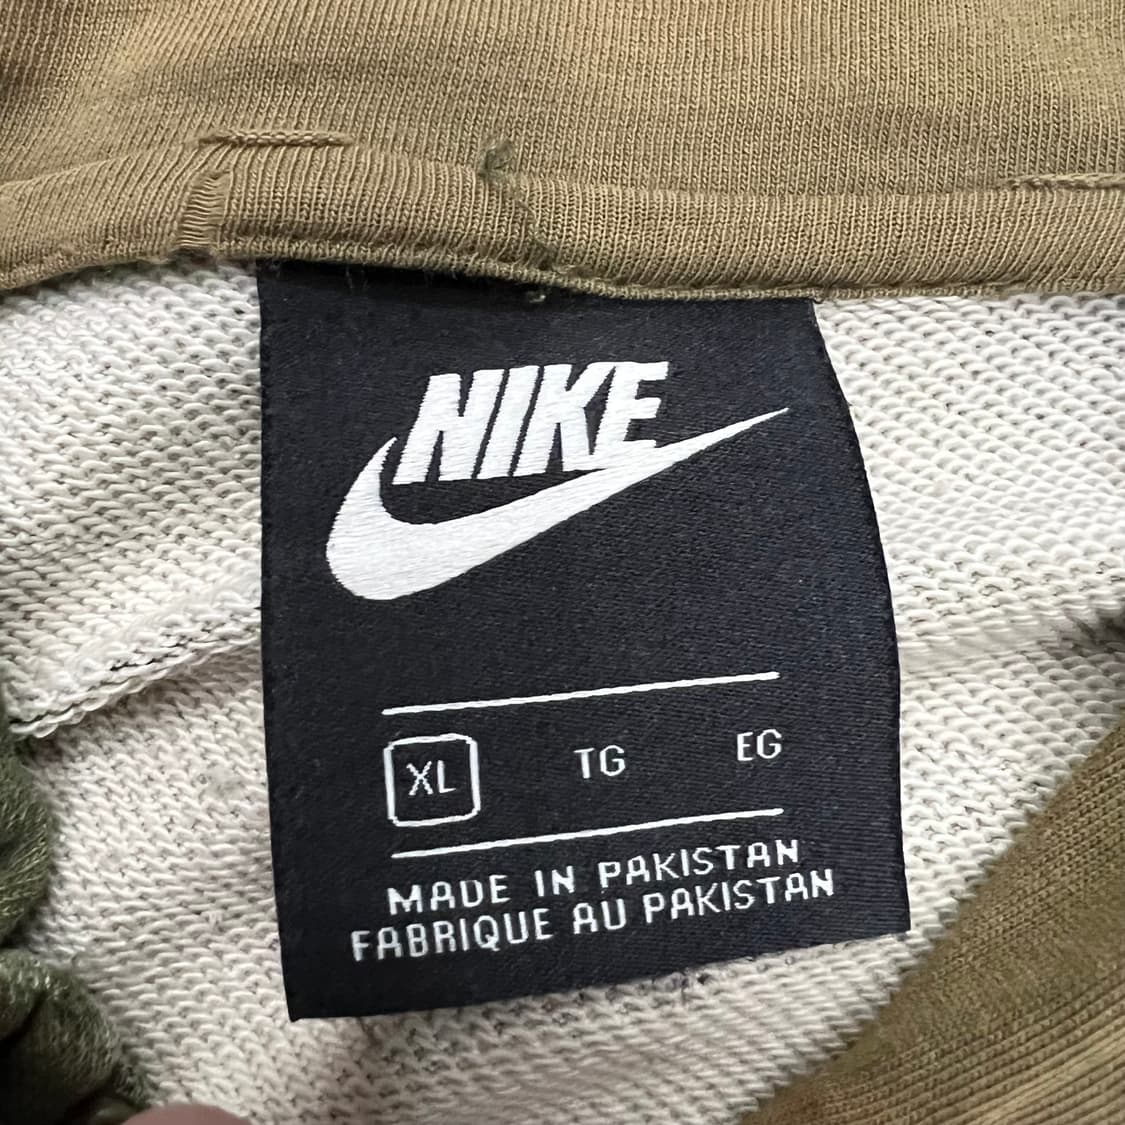 NIKE
XL TG EG
MADE IN PAKISTAN
FABRIQUE AU PAKISTAN